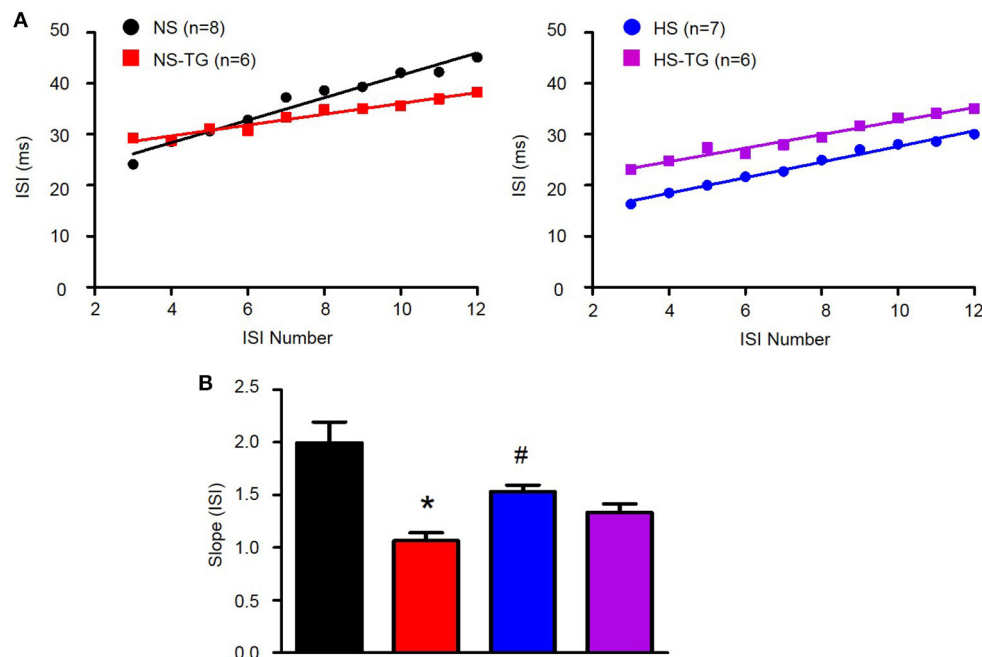 A
50
40
30
20
10
0
ISI (ms)
NS (n=8)
NS-TG (n=6)
2 4 6 8 10 12
ISI Number
50
40
30
20
10
0
ISI (ms)
HS (n=7)
HS-TG (n=6)
2 4 6 8 10 12
ISI Number
B
2.5
2.0
1.5
1.0
0.5
0.0
Slope (ISI)
*
#